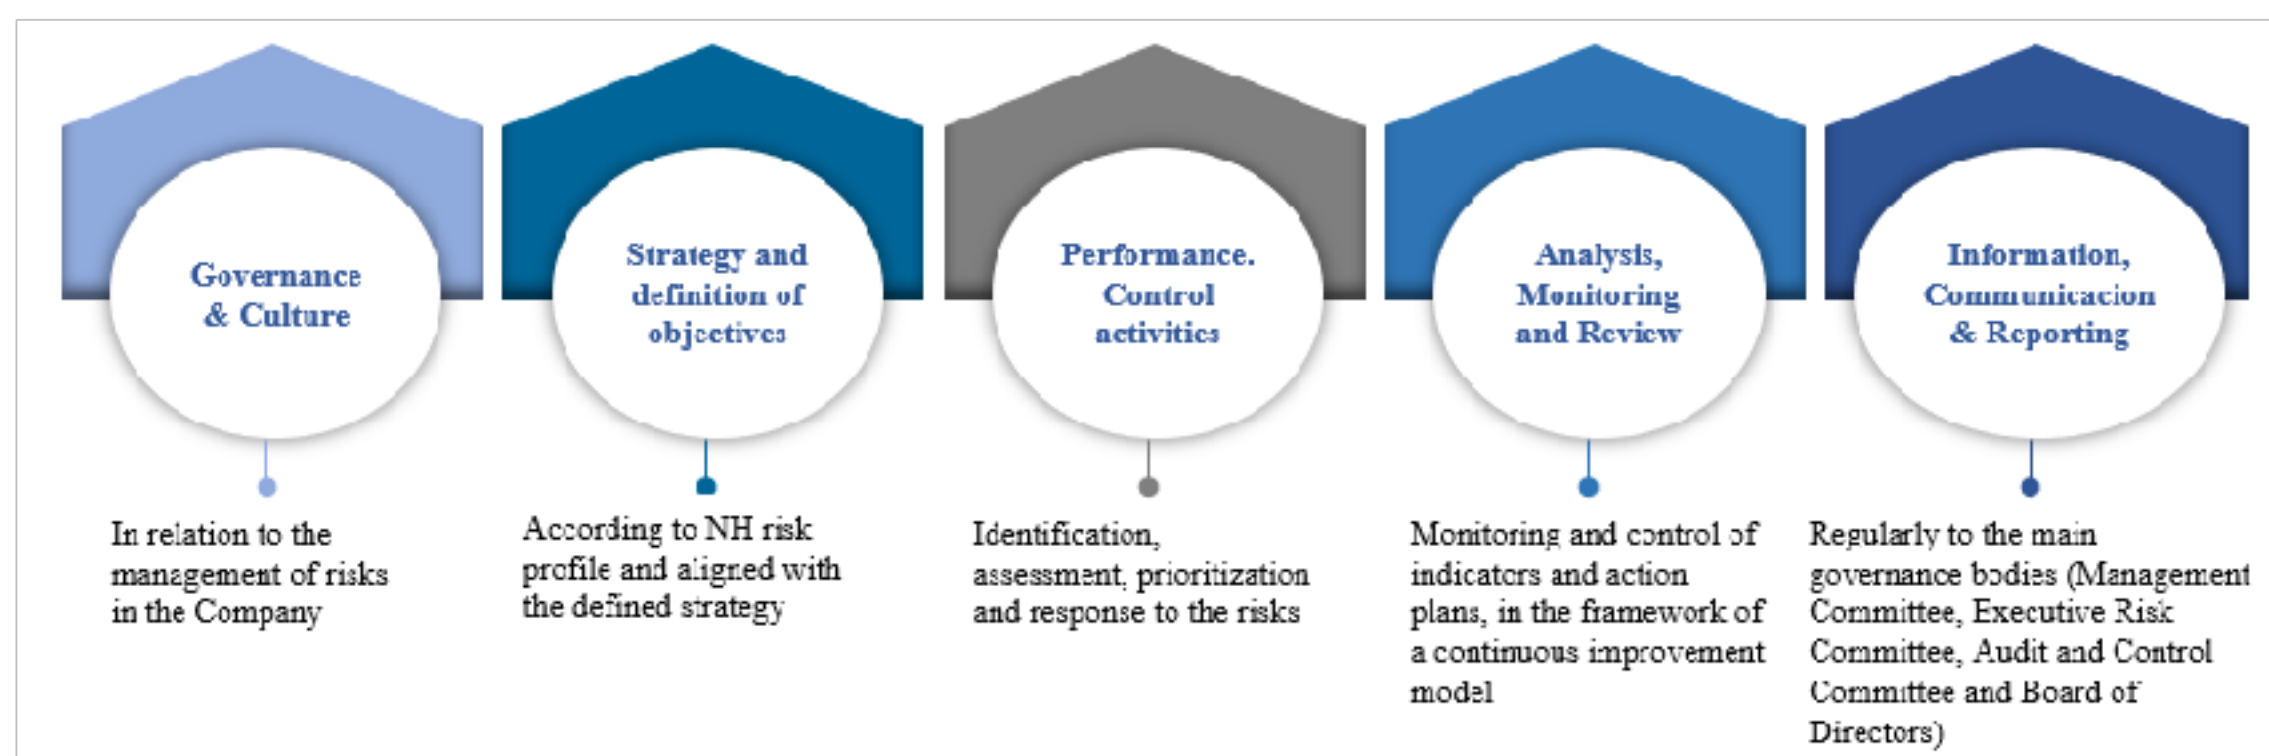 Governance
& Culture
In relation to the
management of risks
in the Company
Strategy and
definition of
objectives
According to NH risk
profile and aligned with
the defined strategy
Performance.
Control
activities
Identification,
assessment, prioritization
and response to the risks
Analysis,
Monitoring
and Review
Monitoring and control of
indicators and action
plans, in the framework of
a continuous improvement
model
Information,
Communicacion
& Reporting
Regularly to the main
governance bodies (Management
Committee, Executive Risk
Committee, Audit and Control
Committee and Board of
Directors)